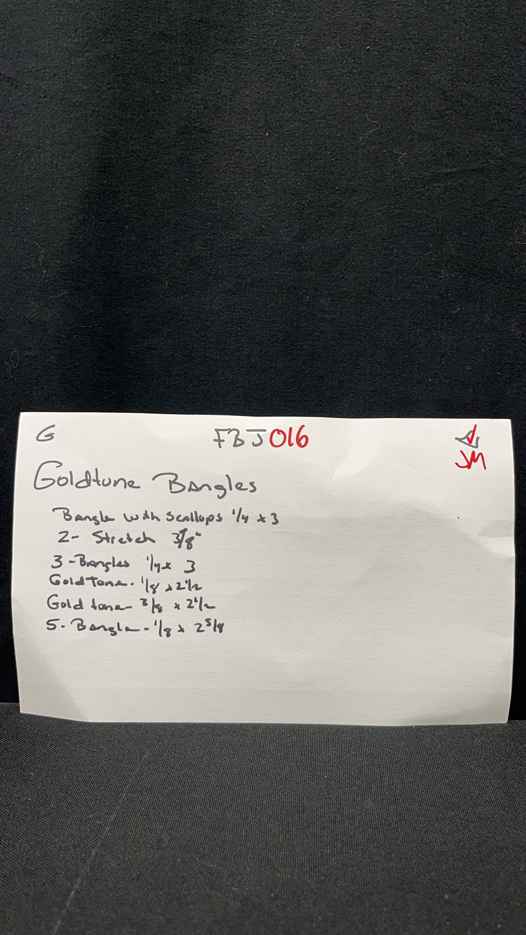 G
FBJ016
JM
Goldtone Bangles
Bangle with Scallops 1/4 x 3
2- Stretch 3/8"
3-Bangles 1/4 x 3
Gold Tone- 1/8 x 2 1/2
Gold tone 3/8 x 2 1/2
5- Bangle- 1/8 x 2 5/8